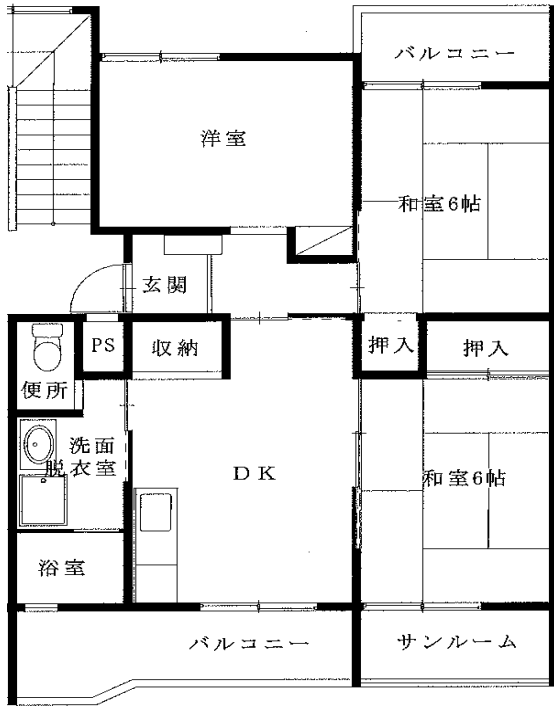 バルコニー
洋室
和室6帖
玄関
PS
収納
押入
押入
便所
洗面
脱衣室
DK
和室6帖
浴室
バルコニー
サンルーム